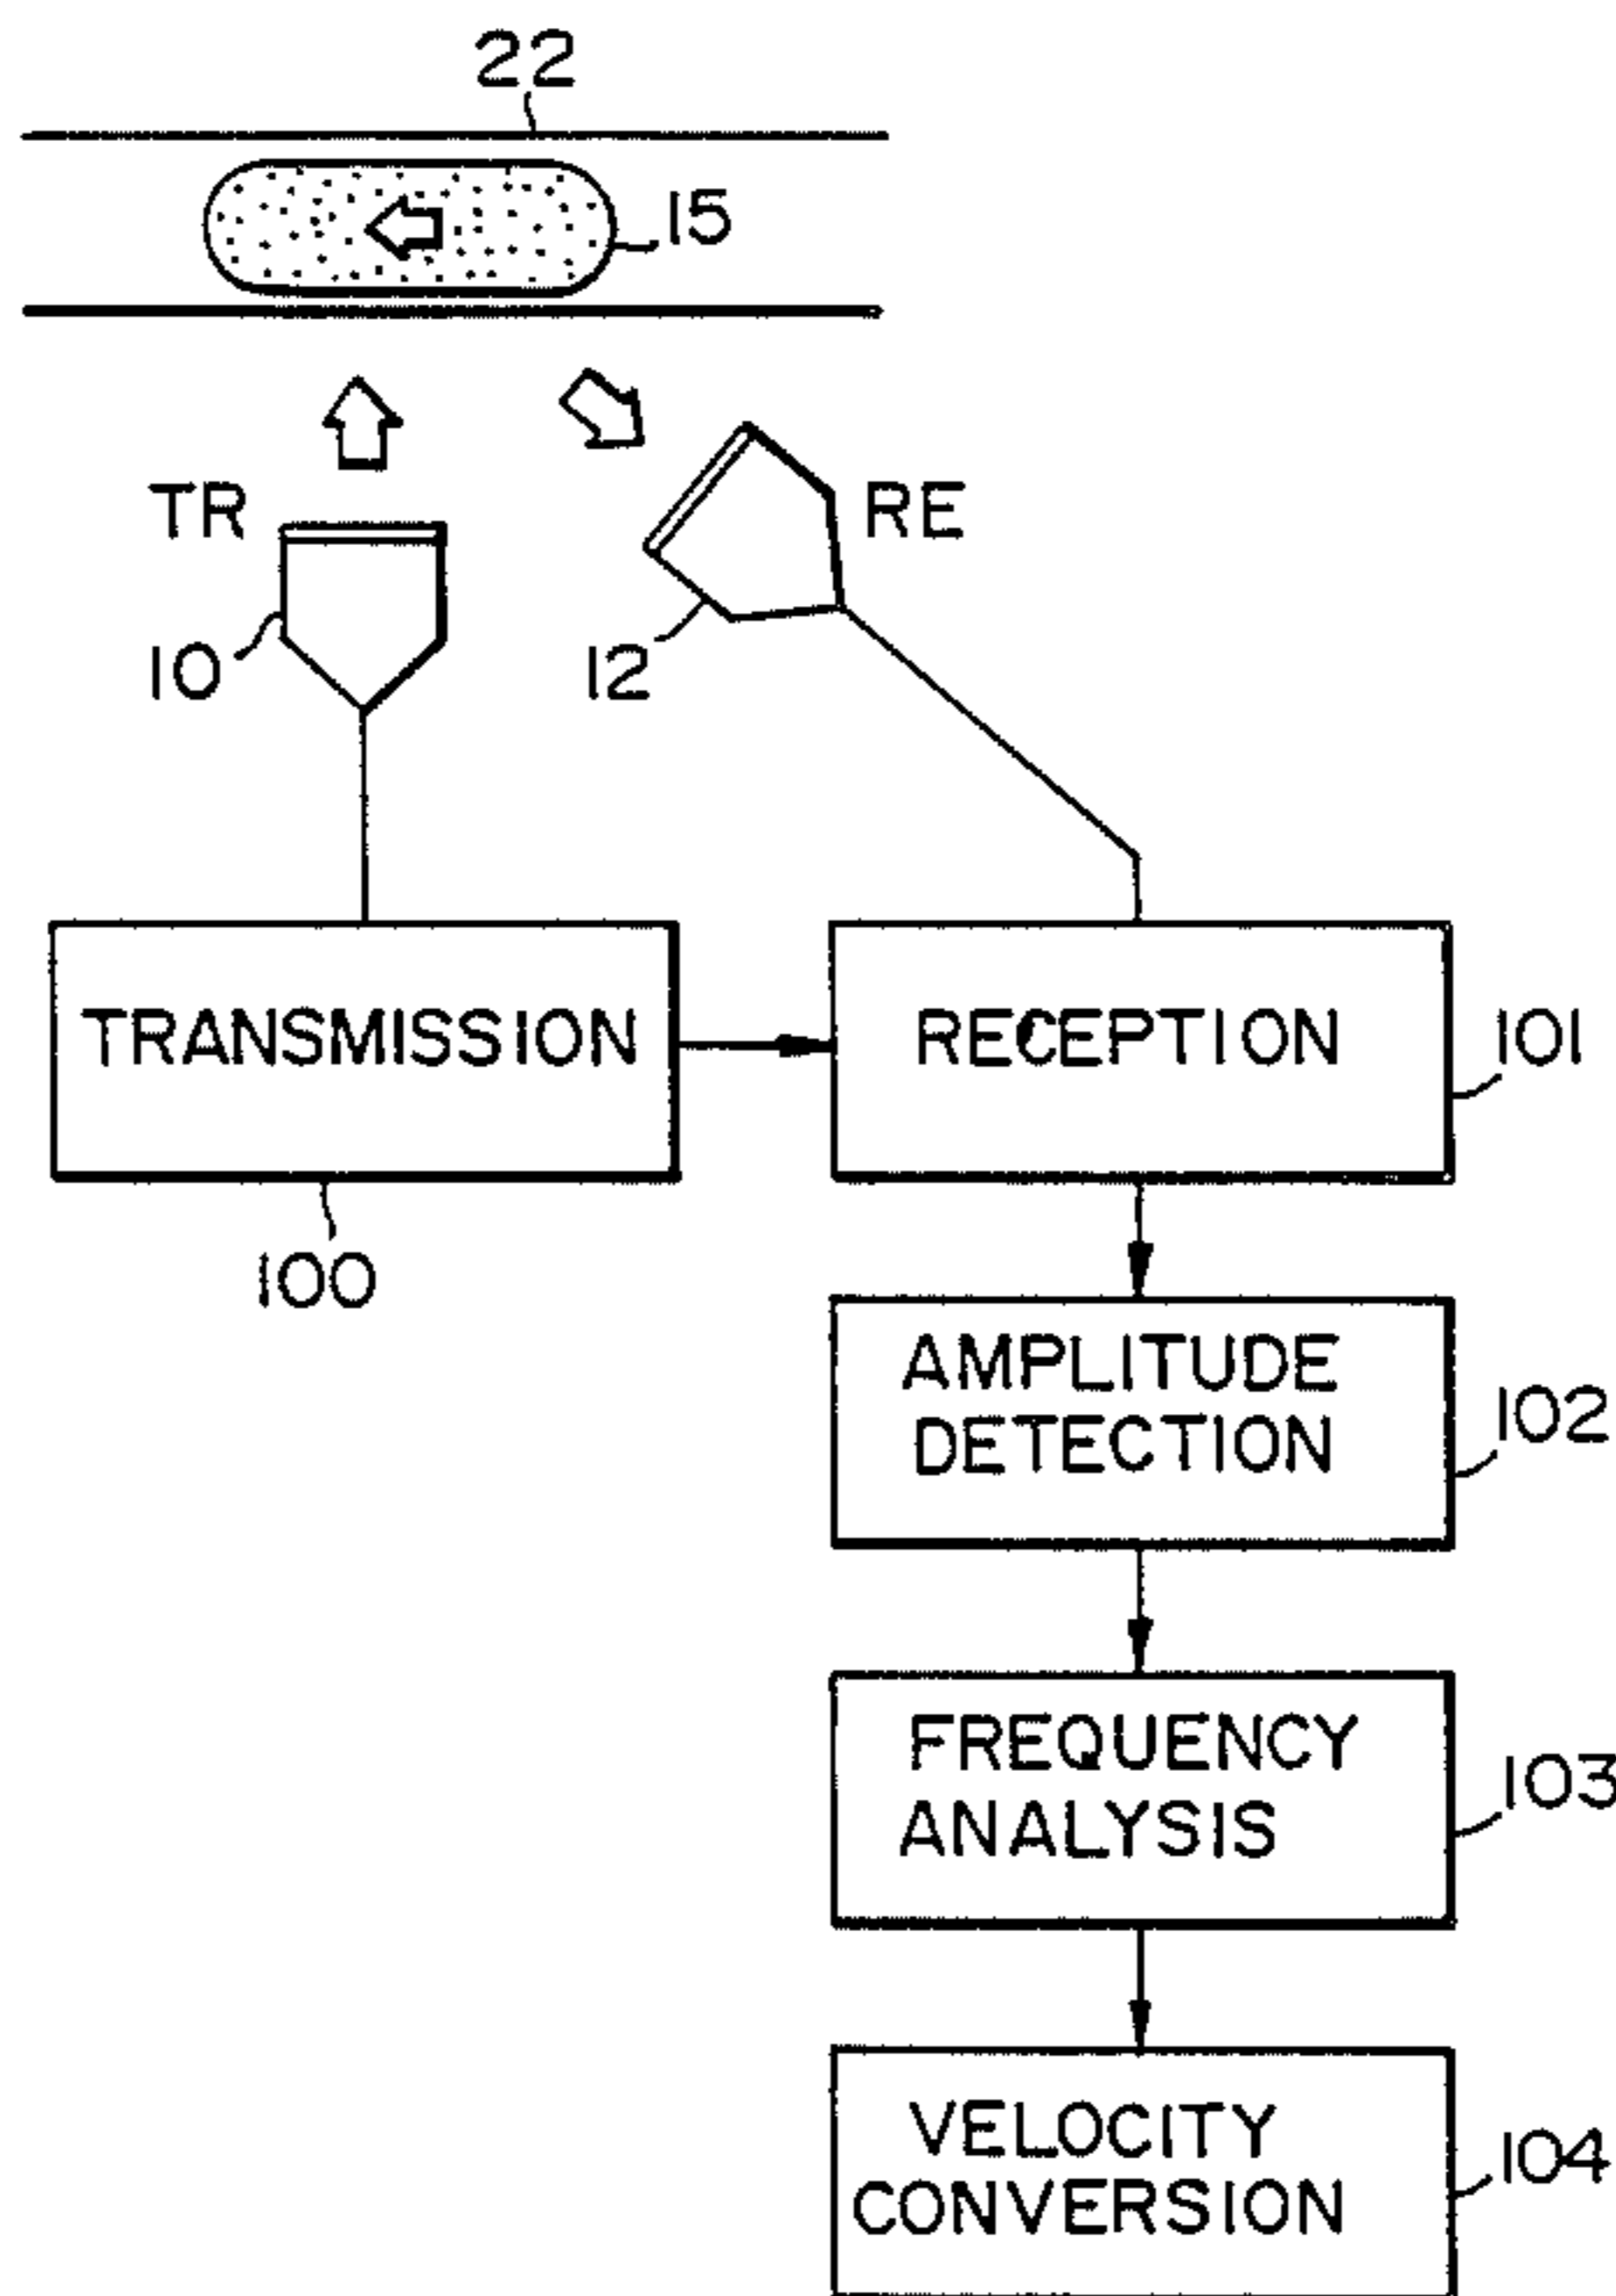 22
15
TR
RE
10
12
TRANSMISSION
RECEPTION
101
100
AMPLITUDE
DETECTION
102
FREQUENCY
ANALYSIS
103
VELOCITY
CONVERSION
104